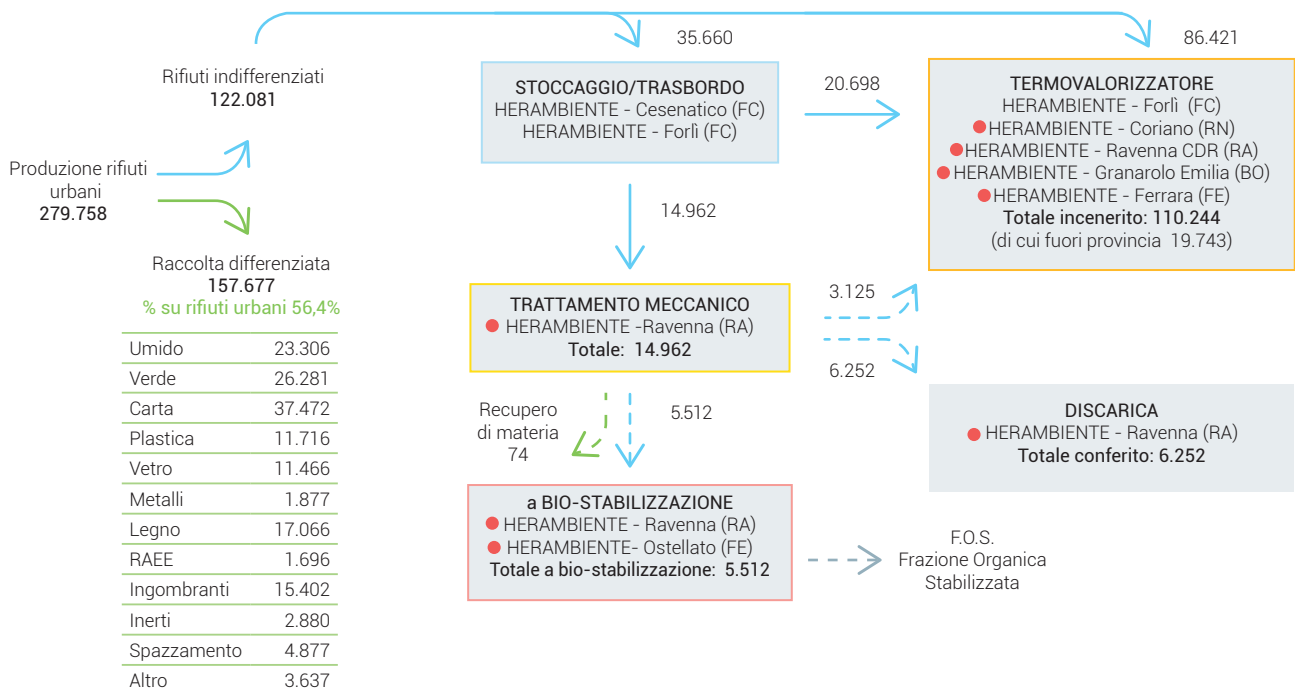 35.660
86.421
Rifiuti indifferenziati
122.081
Produzione rifiuti
urbani
279.758
Raccolta differenziata
157.677
% su rifiuti urbani 56,4%
Umido 23.306
Verde 26.281
Carta 37.472
Plastica 11.716
Vetro 11.466
Metalli 1.877
Legno 17.066
RAEE 1.696
Ingombranti 15.402
Inerti 2.880
Spazzamento 4.877
Altro 3.637
STOCCAGGIO/TRASBORDO
HERAMBIENTE - Cesenatico (FC)
HERAMBIENTE - Forlì (FC)
20.698
14.962
TERMOVALORIZZATORE
HERAMBIENTE - Forlì (FC)
HERAMBIENTE - Coriano (RN)
HERAMBIENTE - Ravenna CDR (RA)
HERAMBIENTE - Granarolo Emilia (BO)
HERAMBIENTE - Ferrara (FE)
Totale incenerito: 110.244
(di cui fuori provincia 19.743)
TRATTAMENTO MECCANICO
HERAMBIENTE -Ravenna (RA)
Totale: 14.962
3.125
6.252
Recupero
di materia
74
5.512
DISCARICA
HERAMBIENTE - Ravenna (RA)
Totale conferito: 6.252
a BIO-STABILIZZAZIONE
HERAMBIENTE - Ravenna (RA)
HERAMBIENTE- Ostellato (FE)
Totale a bio-stabilizzazione: 5.512
F.O.S.
Frazione Organica
Stabilizzata